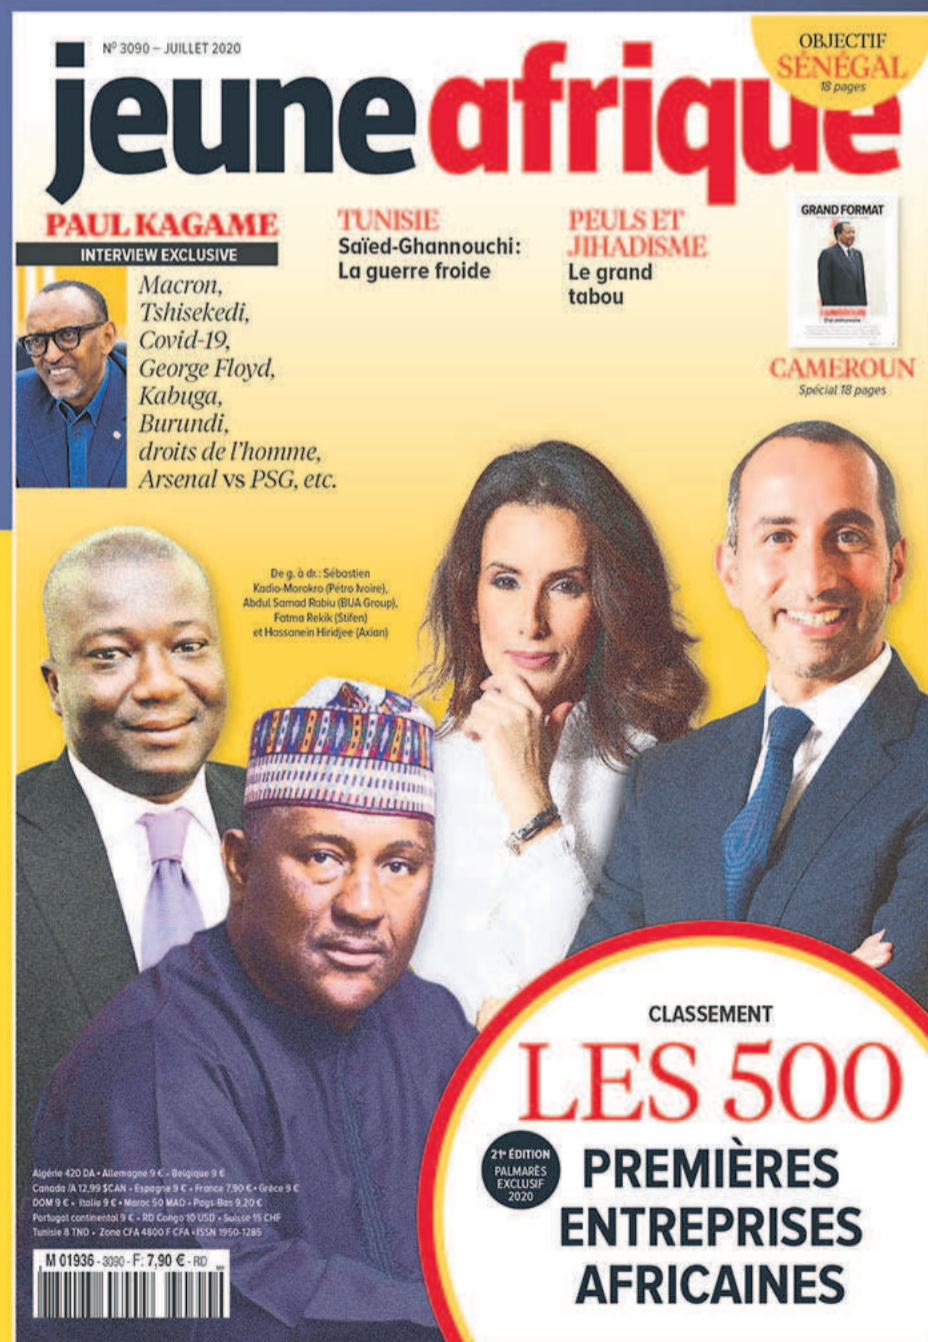 N° 3090 – JUILLET 2020
jeune afrique
OBJECTIF
SÉNÉGAL
18 pages
PAUL KAGAME
INTERVIEW EXCLUSIVE
Macron,
Tshisekedi,
Covid-19,
George Floyd,
Kabuga,
Burundi,
droits de l'homme,
Arsenal vs PSG, etc.
TUNISIE
Saïed-Ghannouchi:
La guerre froide
PEULS ET
JIHADISME
Le grand
tabou
GRAND FORMAT
CAMEROUN
CAMEROUN
Spécial 18 pages
De g. à dr.: Sébastien
Kadio-Morokro (Pétro Ivoire),
Abdul Samad Rabiu (BUA Group),
Fatma Rekik (Stifen)
et Hassanein Hiridjee (Axian)
CLASSEMENT
LES 500
21e ÉDITION
PALMARÈS
EXCLUSIF
2020
PREMIÈRES
ENTREPRISES
AFRICAINES
Algérie 420 DA • Allemagne 9 € • Belgique 9 €
Canada /A 12,99 $CAN • Espagne 9 € • France 7,90 € • Grèce 9 €
DOM 9 € • Italie 9 € • Maroc 50 MAD • Pays-Bas 9,20 €
Portugal continental 9 € • RD Congo 10 USD • Suisse 15 CHF
Tunisie 8 TND • Zone CFA 4800 F CFA • ISSN 1950-1285
M 01936 - 3090 - F: 7,90 € - RD